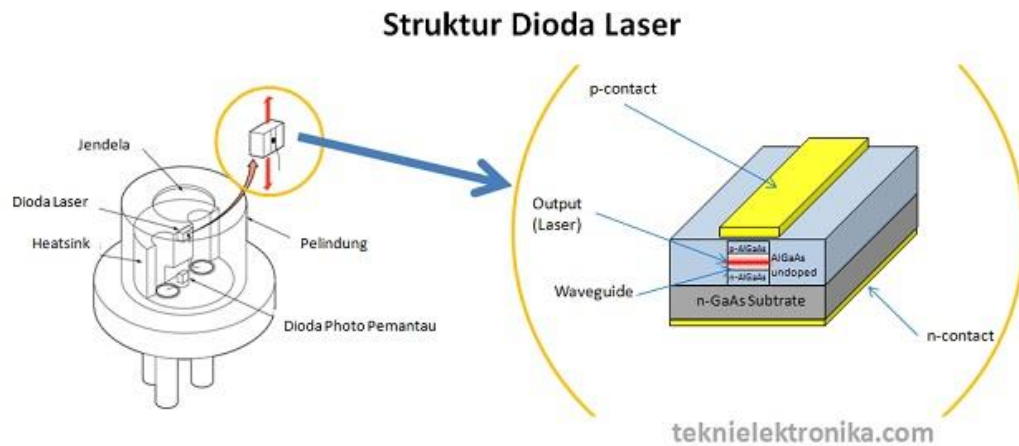 Struktur Dioda Laser
Jendela
Dioda Laser
Heatsink
Pelindung
Dioda Photo Pemantau
p-contact
Output
(Laser)
Waveguide
p-AlGaAs
n-AlGaAs
AlGaAs
undoped
n-GaAs Subtrate
n-contact
teknielektronika.com